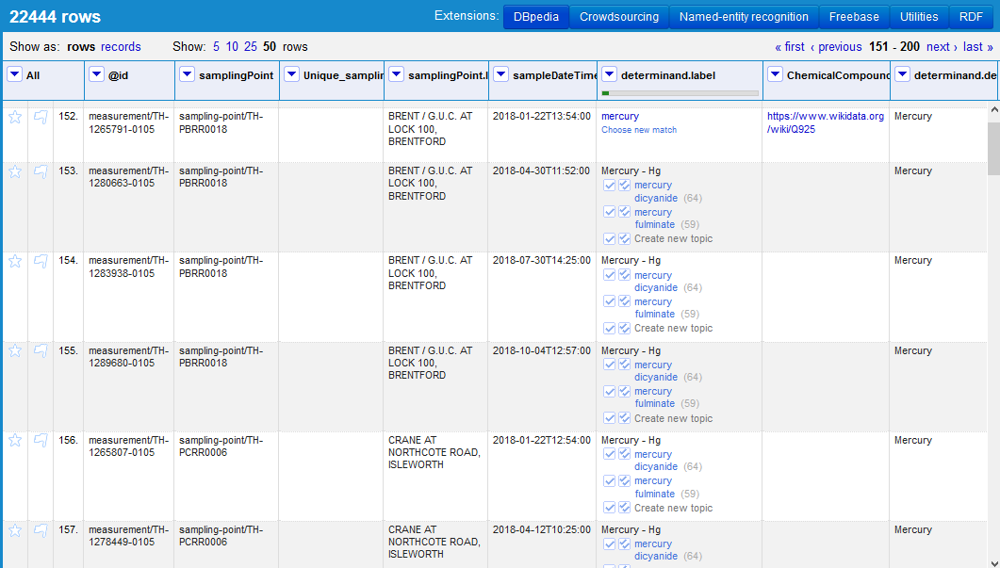 22444 rows
Extensions: DBpedia Crowdsourcing Named-entity recognition Freebase Utilities RDF
Show as: rows records Show: 5 10 25 50 rows « first ‹ previous 151 - 200 next › last »
All @id samplingPoint Unique_samplin samplingPoint.l sampleDateTime determinand.label ChemicalCompound determinand.de
152. measurement/TH- sampling-point/TH- BRENT / G.U.C. AT 2018-01-22T13:54:00 mercury https://www.wikidata.org Mercury
1265791-0105 PBRR0018 LOCK 100, Choose new match /wiki/Q925
BRENTFORD
153. measurement/TH- sampling-point/TH- BRENT / G.U.C. AT 2018-04-30T11:52:00 Mercury - Hg Mercury
1280663-0105 PBRR0018 LOCK 100, mercury
BRENTFORD dicyanide (64)
mercury
fulminate (59)
Create new topic
154. measurement/TH- sampling-point/TH- BRENT / G.U.C. AT 2018-07-30T14:25:00 Mercury - Hg Mercury
1283938-0105 PBRR0018 LOCK 100, mercury
BRENTFORD dicyanide (64)
mercury
fulminate (59)
Create new topic
155. measurement/TH- sampling-point/TH- BRENT / G.U.C. AT 2018-10-04T12:57:00 Mercury - Hg Mercury
1289680-0105 PBRR0018 LOCK 100, mercury
BRENTFORD dicyanide (64)
mercury
fulminate (59)
Create new topic
156. measurement/TH- sampling-point/TH- CRANE AT 2018-01-22T12:54:00 Mercury - Hg Mercury
1265807-0105 PCRR0006 NORTHCOTE ROAD, mercury
ISLEWORTH dicyanide (64)
mercury
fulminate (59)
Create new topic
157. measurement/TH- sampling-point/TH- CRANE AT 2018-04-12T10:25:00 Mercury - Hg Mercury
1278449-0105 PCRR0006 NORTHCOTE ROAD, mercury
ISLEWORTH dicyanide (64)